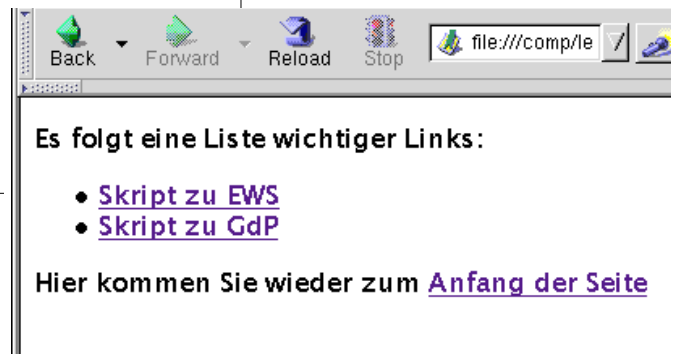 Back Forward Reload Stop file:///comp/le
Es folgt eine Liste wichtiger Links:
• Skript zu EWS
• Skript zu GdP
Hier kommen Sie wieder zum Anfang der Seite